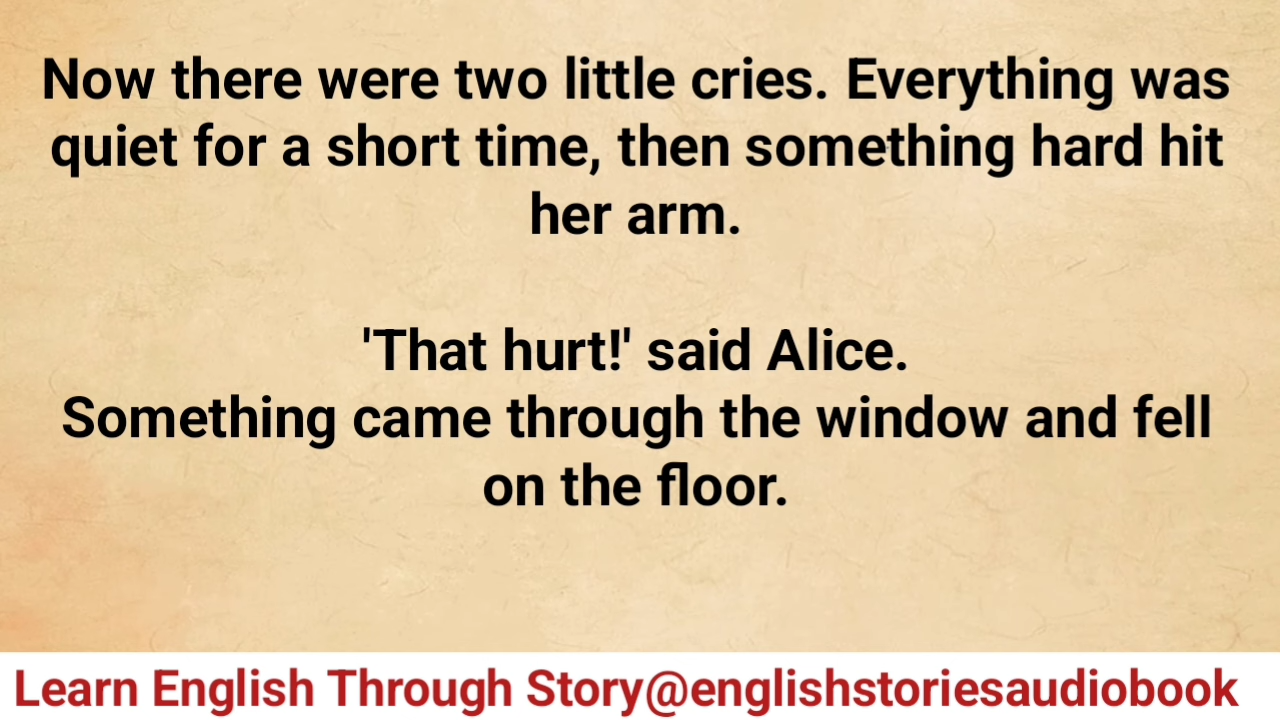 Now there were two little cries. Everything was
quiet for a short time, then something hard hit
her arm.
'That hurt!' said Alice.
Something came through the window and fell
on the floor.
Learn English Through Story@englishstoriesaudiobook